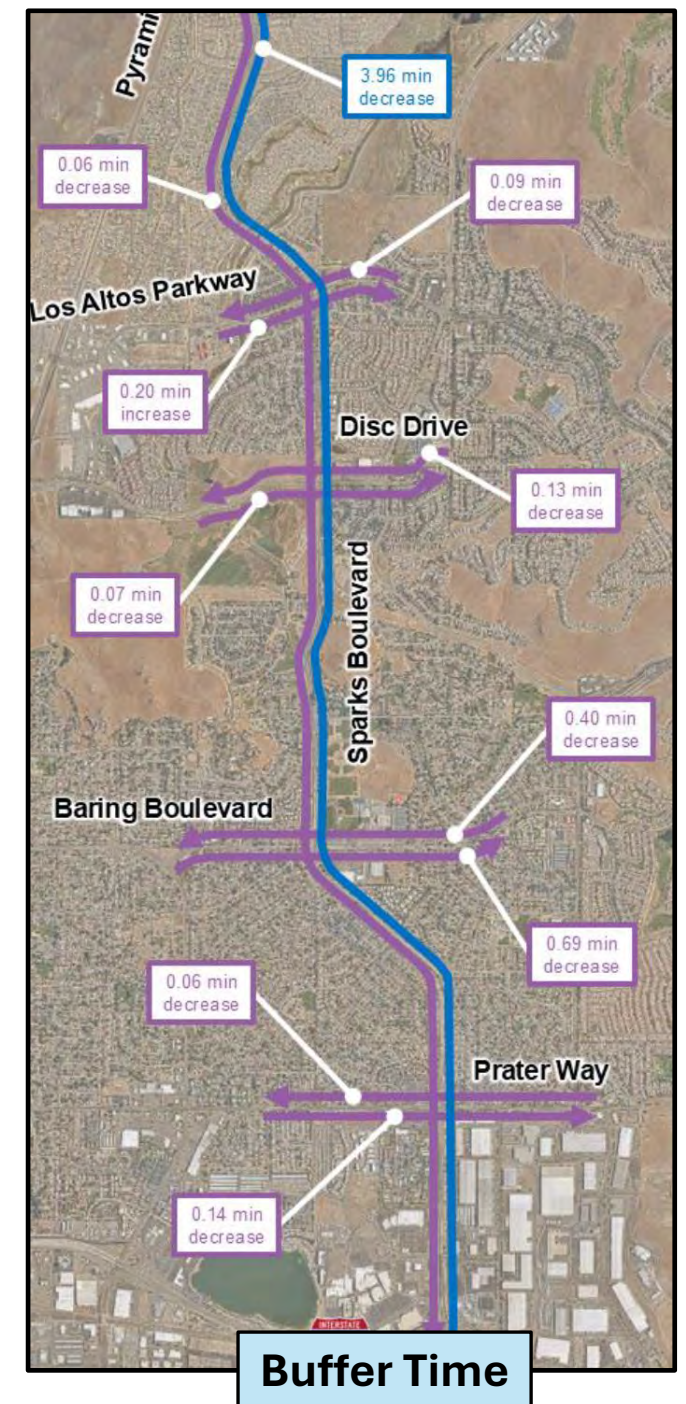 Pyrami
3.96 min
decrease
0.06 min
decrease
0.09 min
decrease
Los Altos Parkway
0.20 min
increase
Disc Drive
0.13 min
decrease
0.07 min
decrease
Sparks Boulevard
0.40 min
decrease
Baring Boulevard
0.69 min
decrease
0.06 min
decrease
Prater Way
0.14 min
decrease
INTERSTATE
Buffer Time